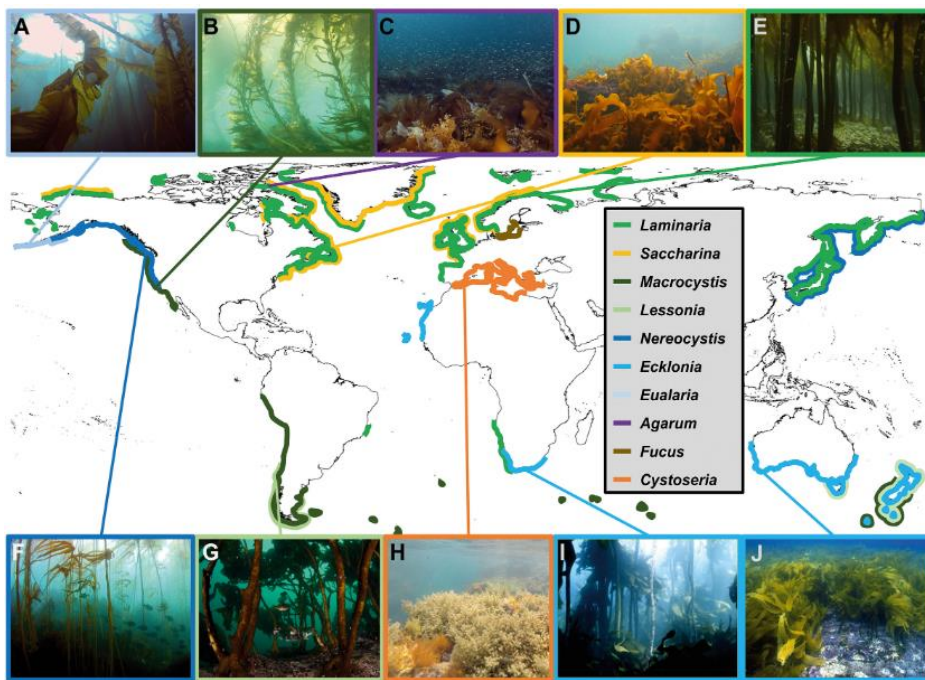 A
B
C
D
E
Laminaria
Saccharina
Macrocystis
Lessonia
Nereocystis
Ecklonia
Eualaria
Agarum
Fucus
Cystoseria
F
G
H
I
J